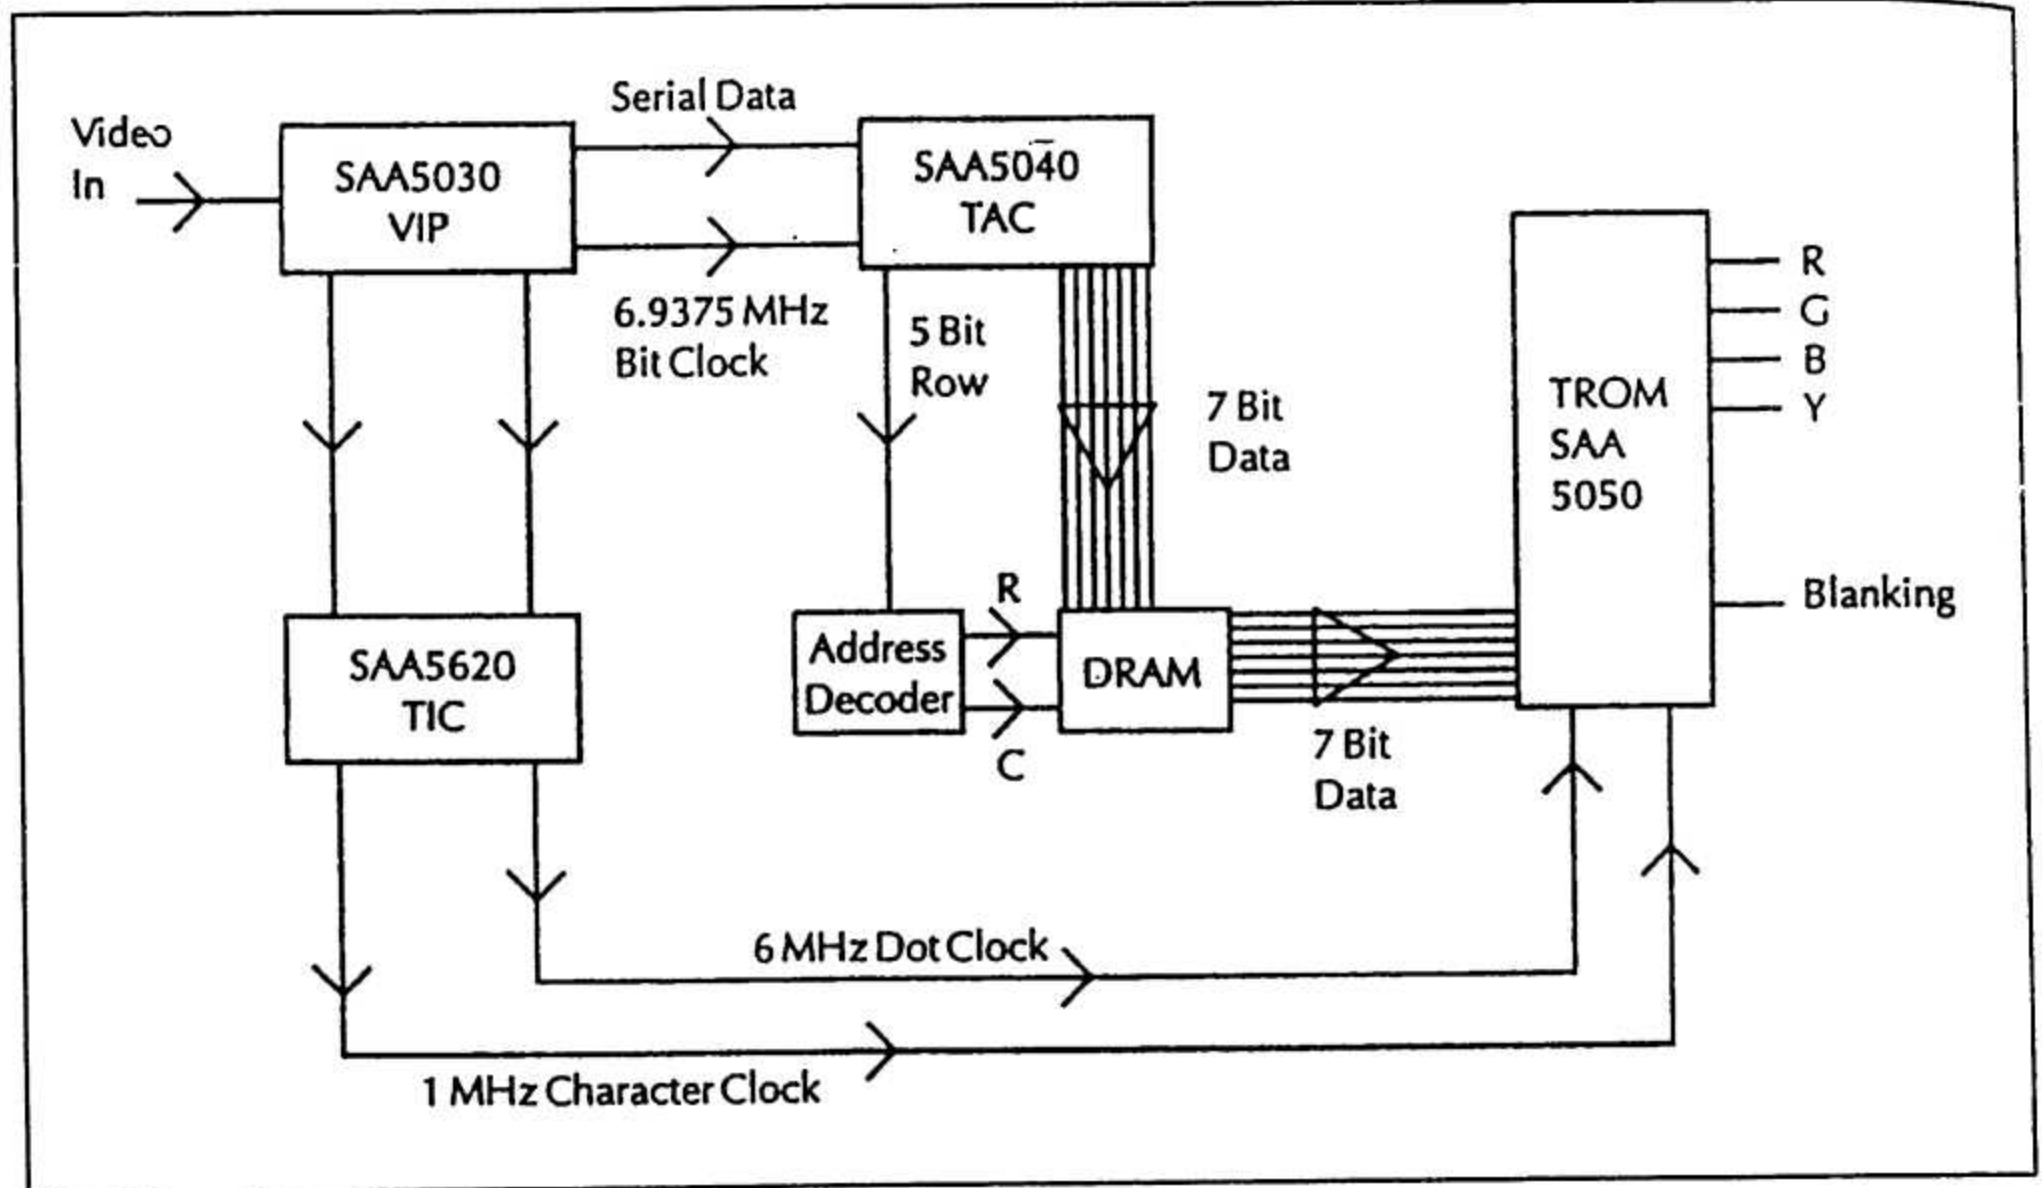 Video
In
SAA5030
VIP
Serial Data
6.9375 MHz
Bit Clock
SAA5040
TAC
5 Bit
Row
7 Bit
Data
TROM
SAA
5050
R
G
B
Y
Blanking
SAA5620
TIC
Address
Decoder
R
C
DRAM
7 Bit
Data
6 MHz Dot Clock
1 MHz Character Clock